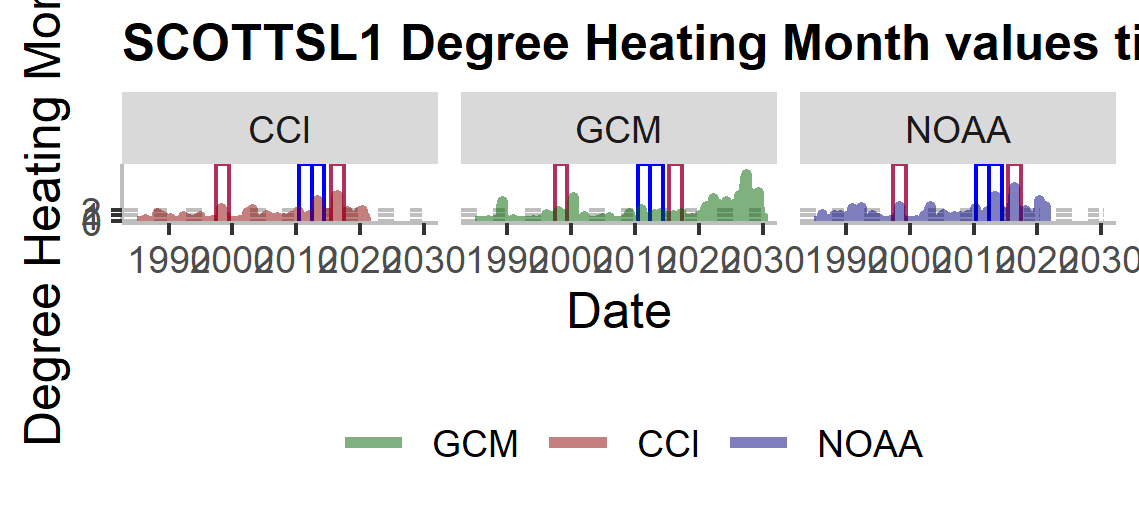 SCOTTSL1 Degree Heating Month values ti
Degree Heating Mon
CCI GCM NOAA
1990 2000 2010 2020 2030 1990 2000 2010 2020 2030 1990 2000 2010 2020 2030
Date
GCM CCI NOAA